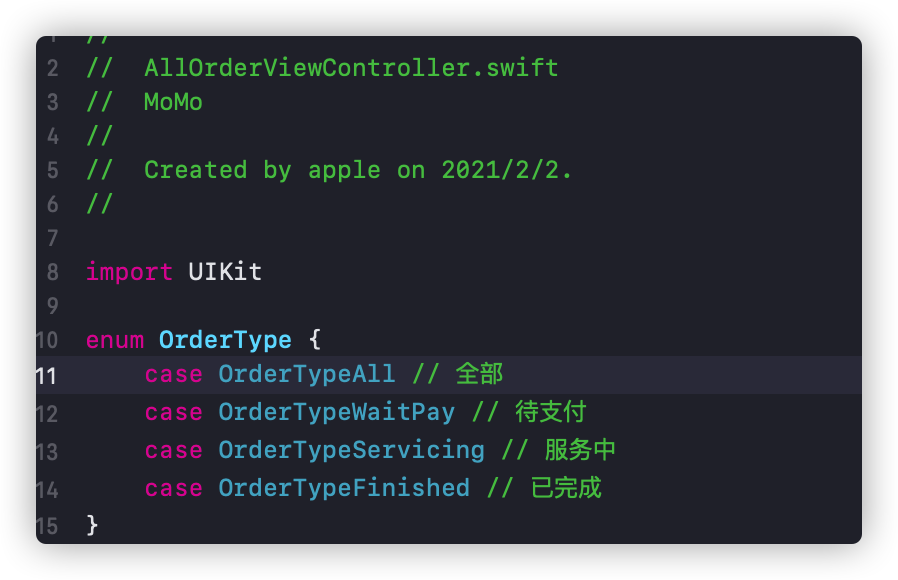 1 //
2 // AllOrderViewController.swift
3 // MoMo
4 //
5 // Created by apple on 2021/2/2.
6 //
7
8 import UIKit
9
10 enum OrderType {
11 case OrderTypeAll // 全部
12 case OrderTypeWaitPay // 待支付
13 case OrderTypeServicing // 服务中
14 case OrderTypeFinished // 已完成
15 }